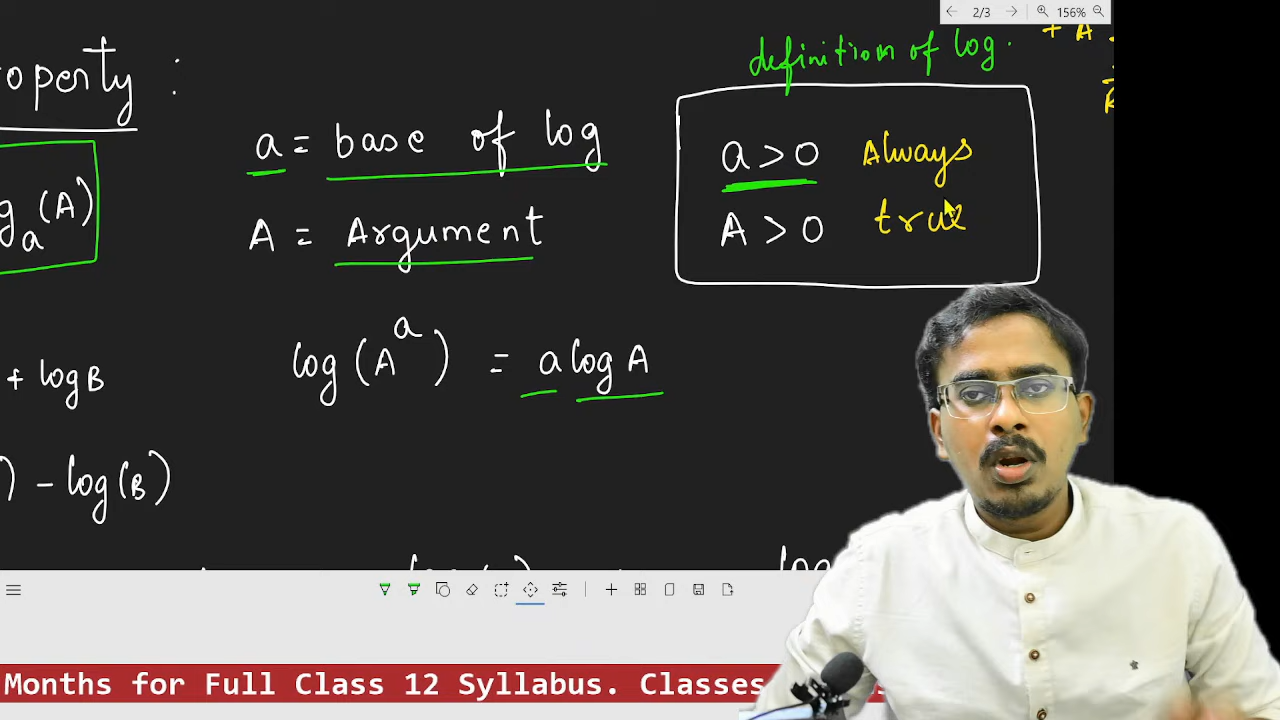 2/3 156%
definition of log.
+ A
operty :
a = base of log
a > 0 Always
g_a (A)
A = Argument
A > 0 true
log (A^a) = a log A
+ log B
) - log (B)
log
Months for Full Class 12 Syllabus. Classes